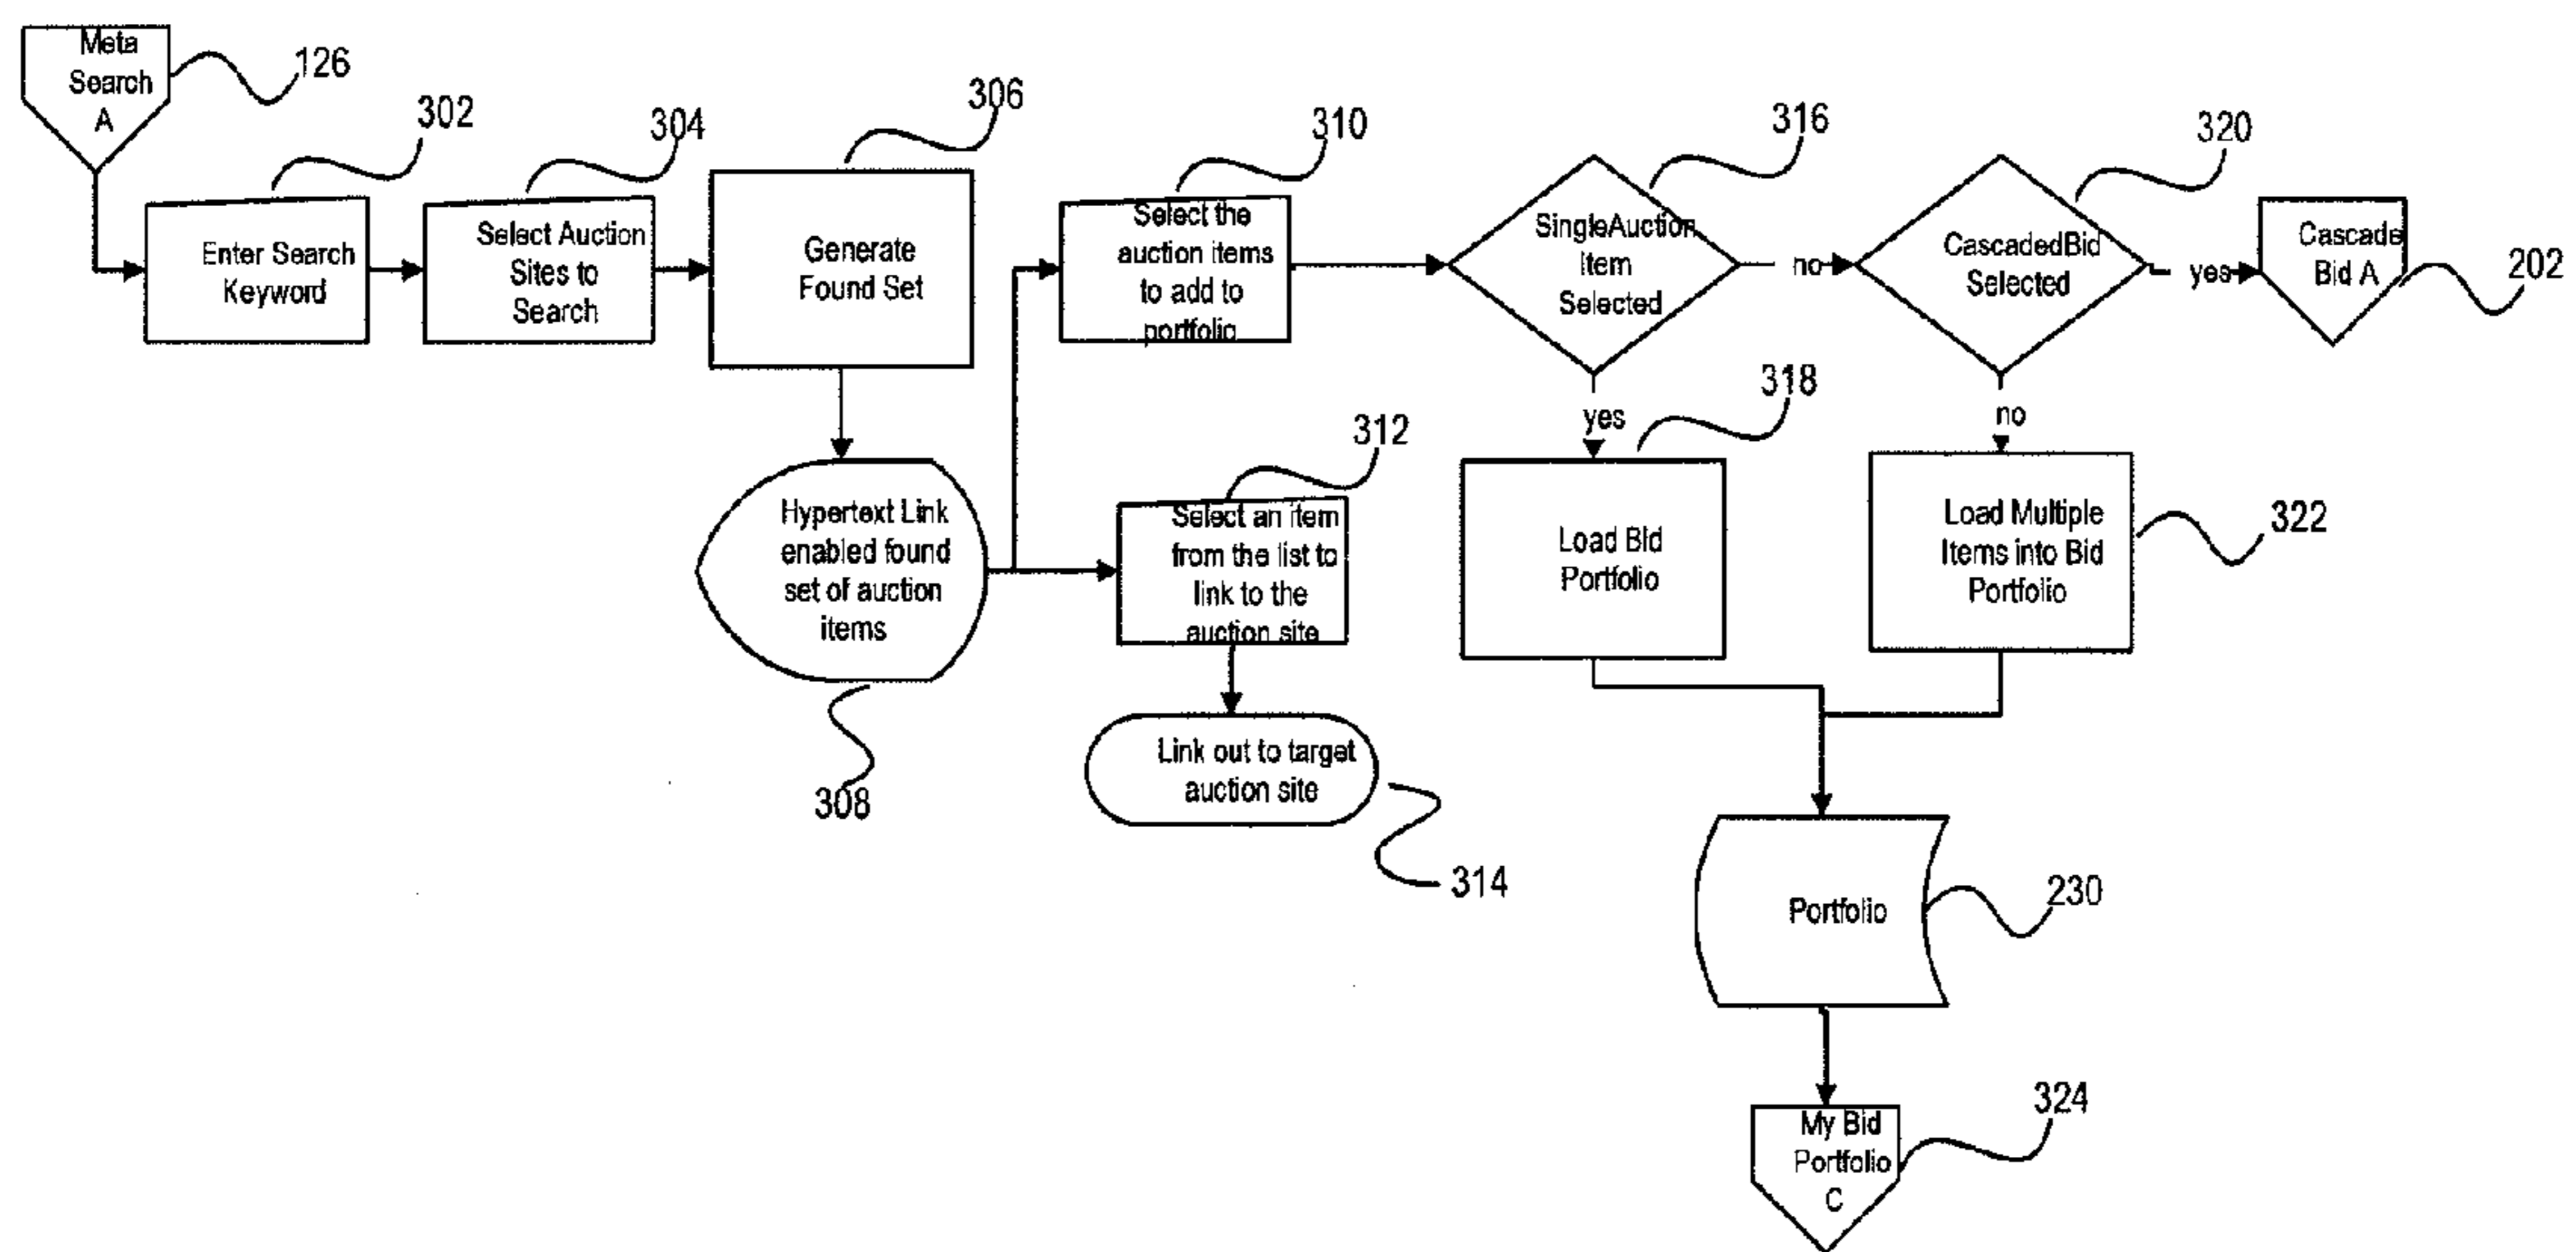 Meta
Search
A
126
302
304
306
310
316
320
202
Enter Search
Keyword
Select Auction
Sites to
Search
Generate
Found Set
Select the
auction items
to add to
portfolio
SingleAuction
Item
Selected
no
CascadedBid
Selected
yes
Cascade
Bid A
yes
318
no
312
Hypertext Link
enabled found
set of auction
items
308
Select an item
from the list to
link to the
auction site
Load Bid
Portfolio
Load Multiple
Items into Bid
Portfolio
322
Link out to target
auction site
314
Portfolio
230
My Bid
Portfolio
C
324